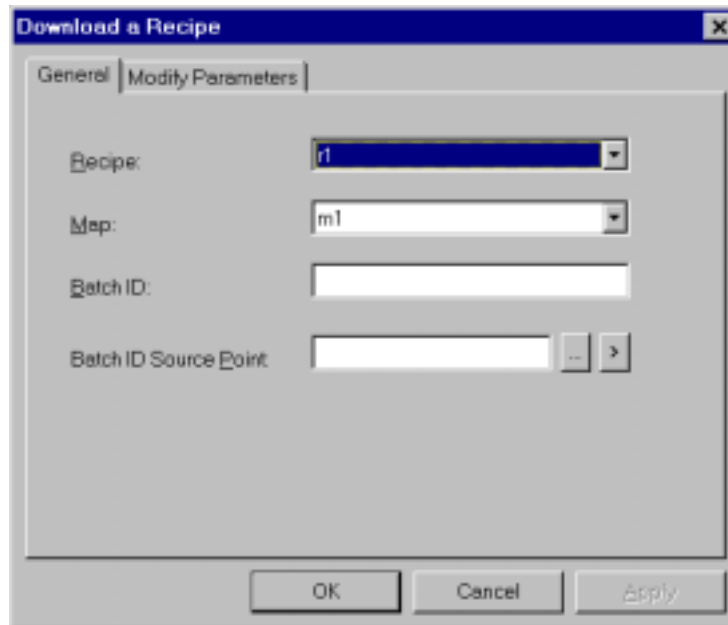 Download a Recipe
General Modify Parameters
Recipe: r1
Map: m1
Batch ID:
Batch ID Source Point ... >
OK Cancel Apply